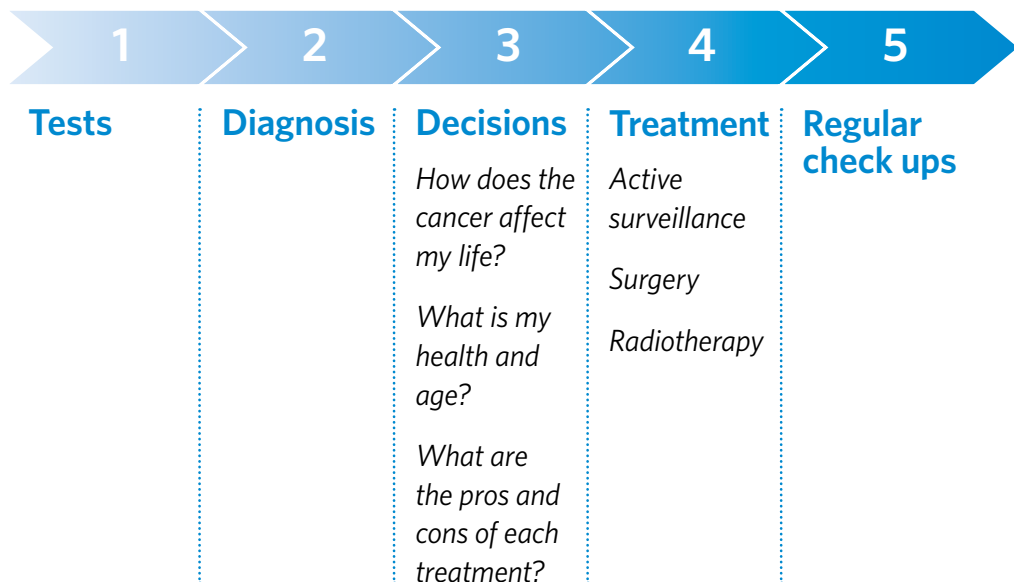 1
2
3
4
5
Tests
Diagnosis
Decisions
How does the
cancer affect
my life?
What is my
health and
age?
What are
the pros and
cons of each
treatment?
Treatment
Active
surveillance
Surgery
Radiotherapy
Regular
check ups